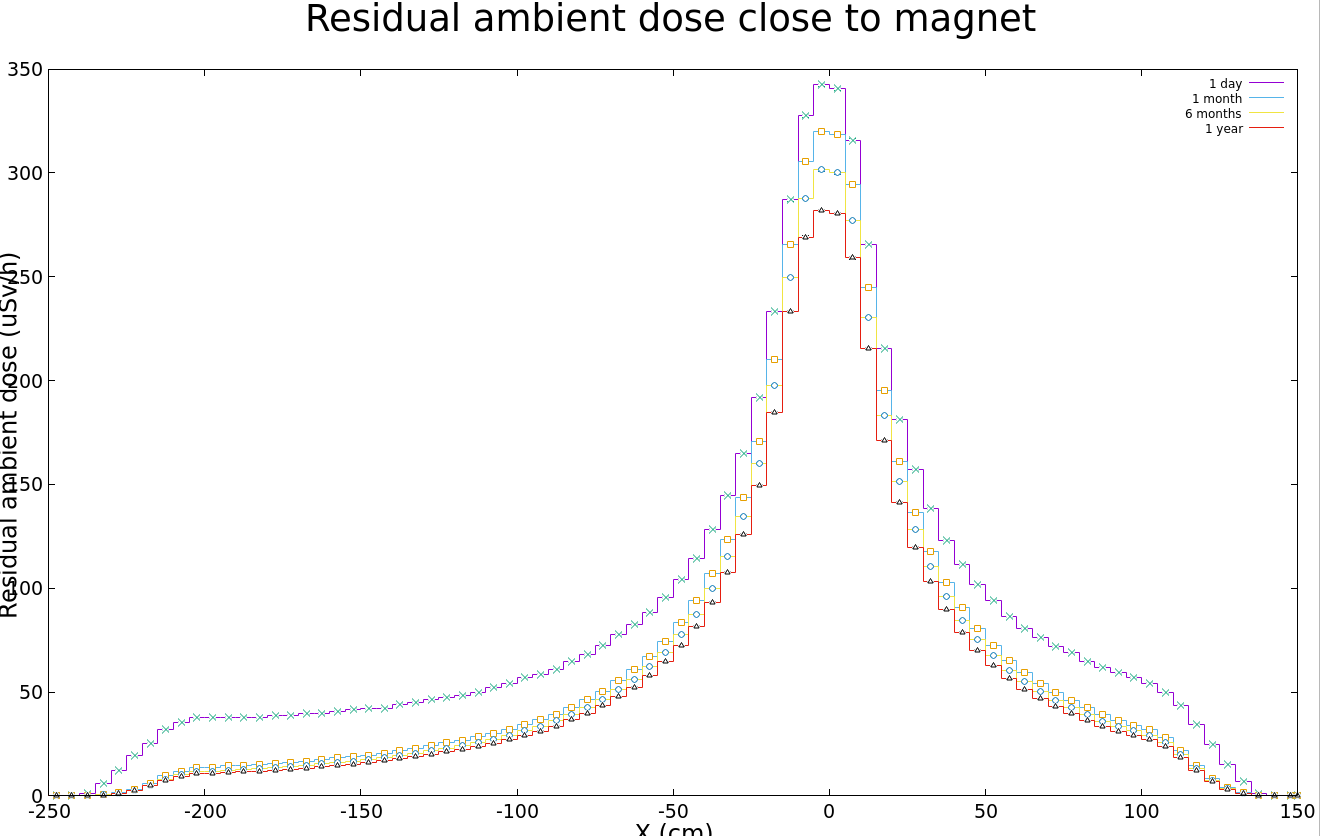 Residual ambient dose close to magnet
Residual ambient dose (uSv/h)
350
300
250
200
150
100
50
0
1 day
1 month
6 months
1 year
-250
-200
-150
-100
-50
0
50
100
150
X (cm)